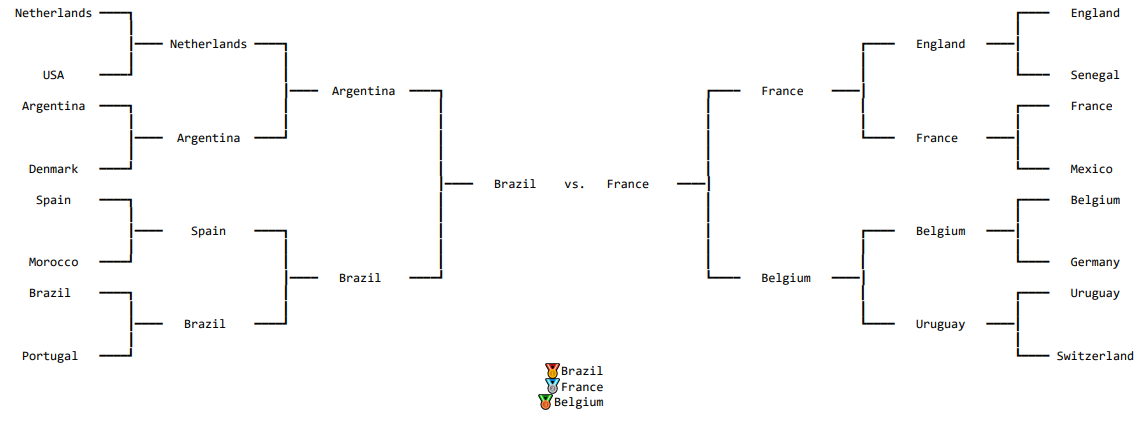 Netherlands England
Netherlands England
USA Senegal
Argentina France
Argentina France
Argentina France
Denmark Mexico
Brazil vs. France
Spain Belgium
Spain Belgium
Morocco Germany
Brazil Belgium
Brazil Uruguay
Brazil Uruguay
Portugal Switzerland
Brazil
France
Belgium